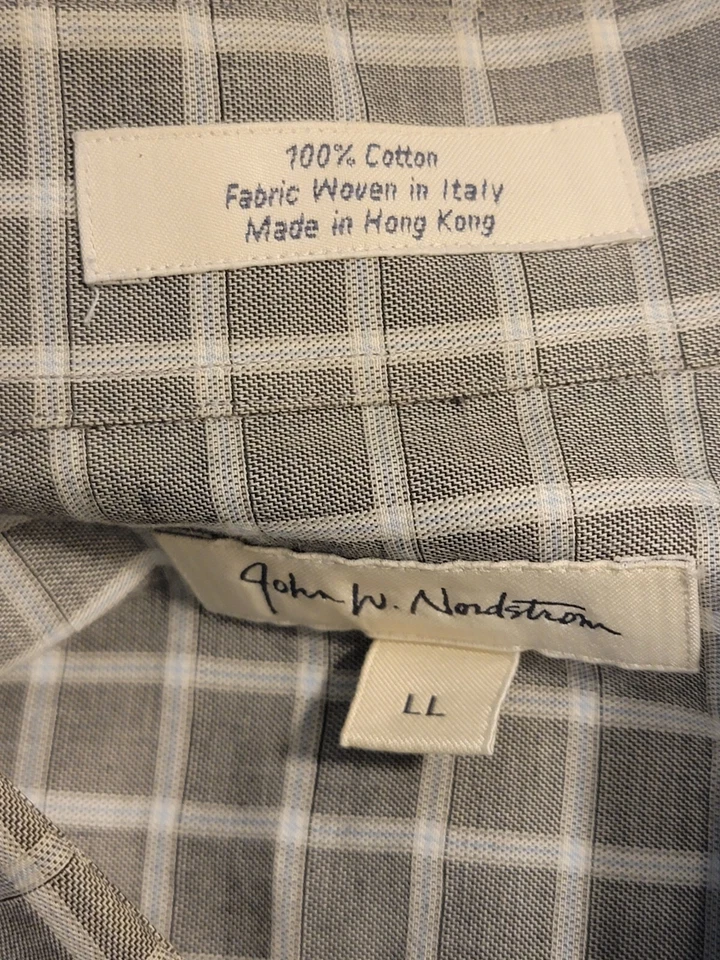 100% Cotton
Fabric Woven in Italy
Made in Hong Kong
John W. Nordstrom
LL